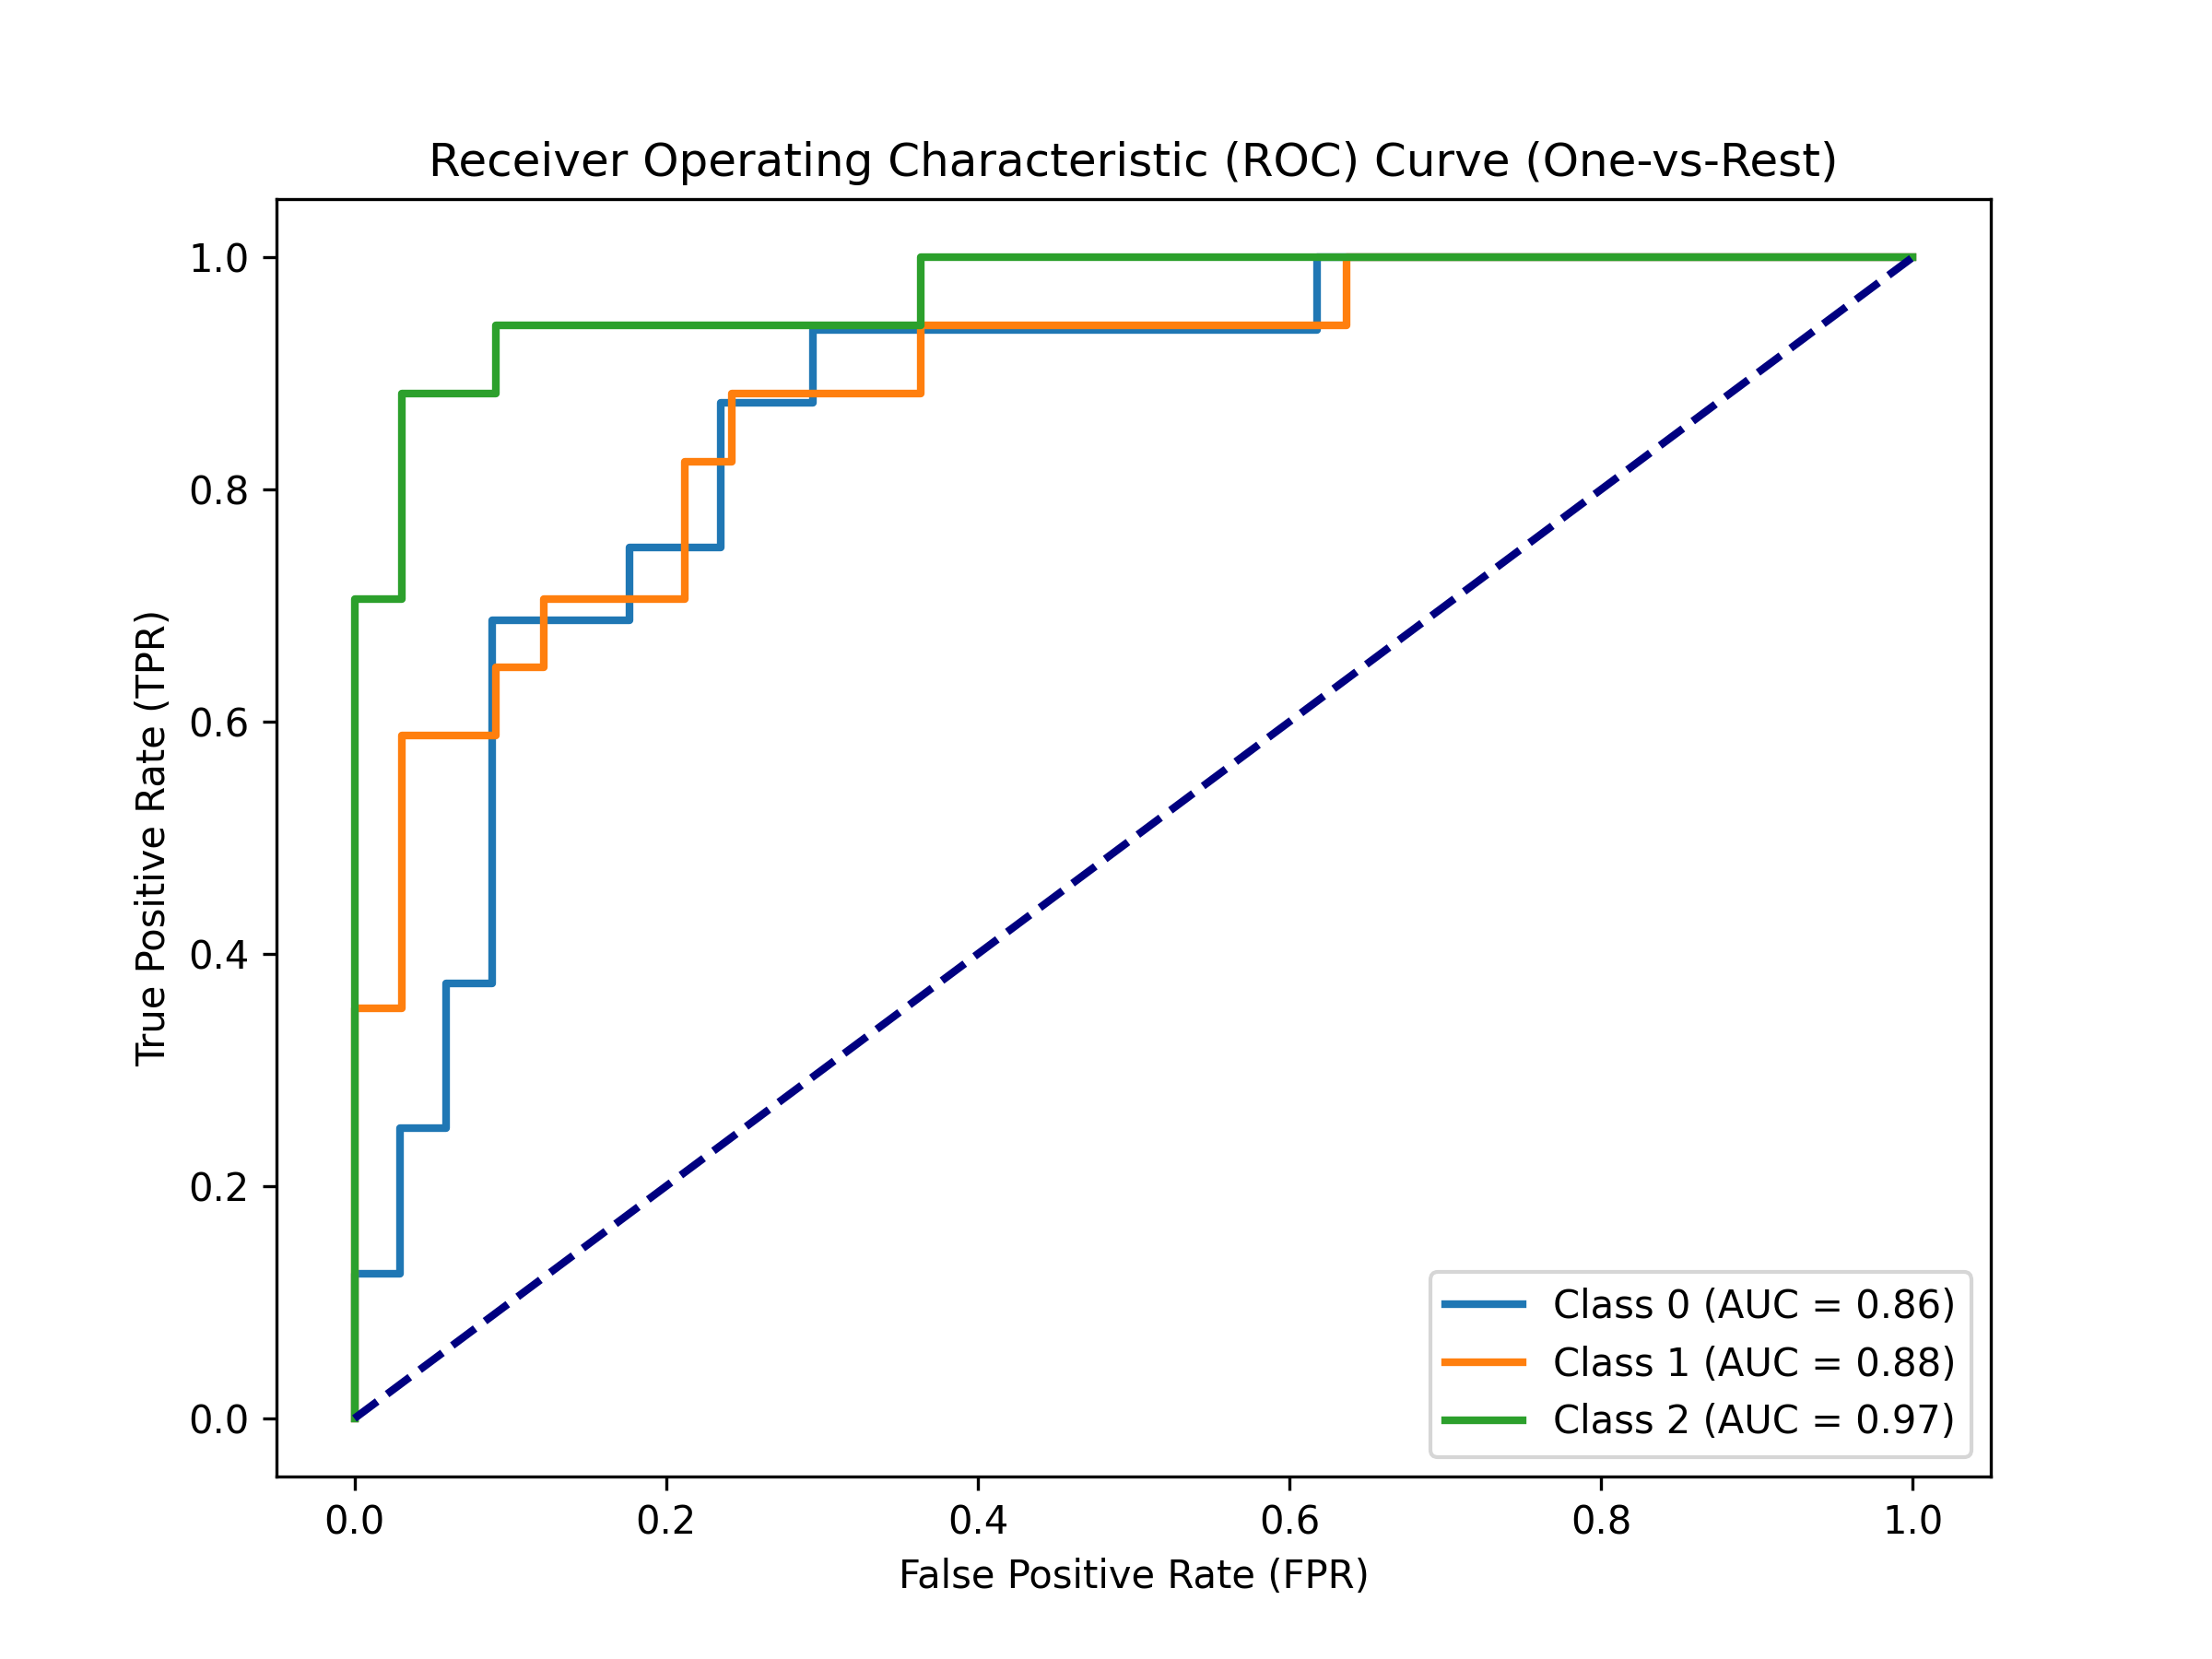 Receiver Operating Characteristic (ROC) Curve (One-vs-Rest)
True Positive Rate (TPR)
1.0
0.8
0.6
0.4
0.2
0.0
Class 0 (AUC = 0.86)
Class 1 (AUC = 0.88)
Class 2 (AUC = 0.97)
0.0 0.2 0.4 0.6 0.8 1.0
False Positive Rate (FPR)